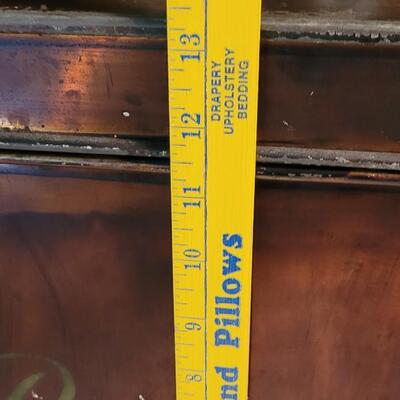 13
12
11
10
9
8
DRAPERY
UPHOLSTERY
BEDDING
nd Pillows